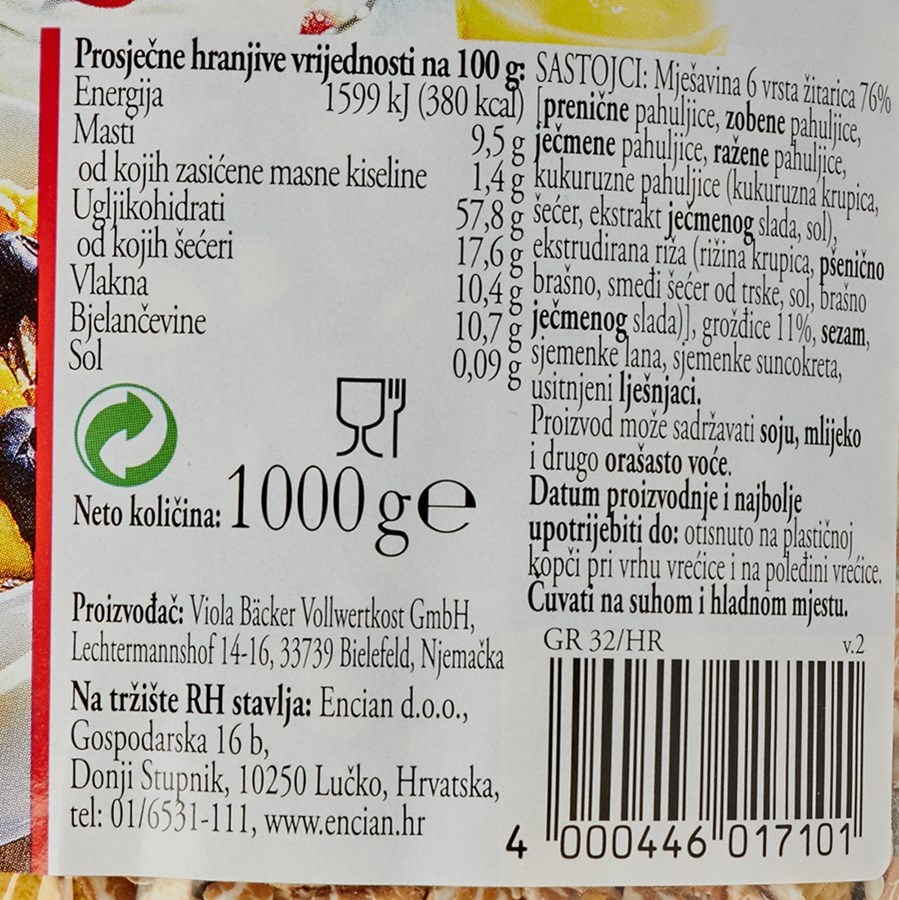 Prosječne hranjive vrijednosti na 100 g:
Energija 1599 kJ (380 kcal)
Masti 9,5 g
od kojih zasićene masne kiseline 1,4 g
Ugljikohidrati 57,8 g
od kojih šećeri 17,6 g
Vlakna 10,4 g
Bjelančevine 10,7 g
Sol 0,09 g
Neto količina: 1000 g e
Proizvođač: Viola Bäcker Vollwertkost GmbH,
Lechtermannshof 14-16, 33739 Bielefeld, Njemačka
Na tržište RH stavlja: Encian d.o.o.,
Gospodarska 16 b,
Donji Stupnik, 10250 Lučko, Hrvatska,
tel: 01/6531-111, www.encian.hr
SASTOJCI: Mješavina 6 vrsta žitarica 76%
[prenične pahuljice, zobene pahuljice,
ječmene pahuljice, ražene pahuljice,
kukuruzne pahuljice (kukuruzna krupica,
šećer, ekstrakt ječmenog slada, sol),
ekstrudirana riža (rižina krupica, pšenično
brašno, smeđi šećer od trske, sol, brašno
ječmenog slada)], grožđice 11%, sezam,
sjemenke lana, sjemenke suncokreta,
usitnjeni lješnjaci.
Proizvod može sadržavati soju, mlijeko
i drugo orašasto voće.
Datum proizvodnje i najbolje
upotrijebiti do: otisnuto na plastičnoj
kopči pri vrhu vrećice i na poleđini vrećice.
Čuvati na suhom i hladnom mjestu.
GR 32/HR v.2
4 000446 017101